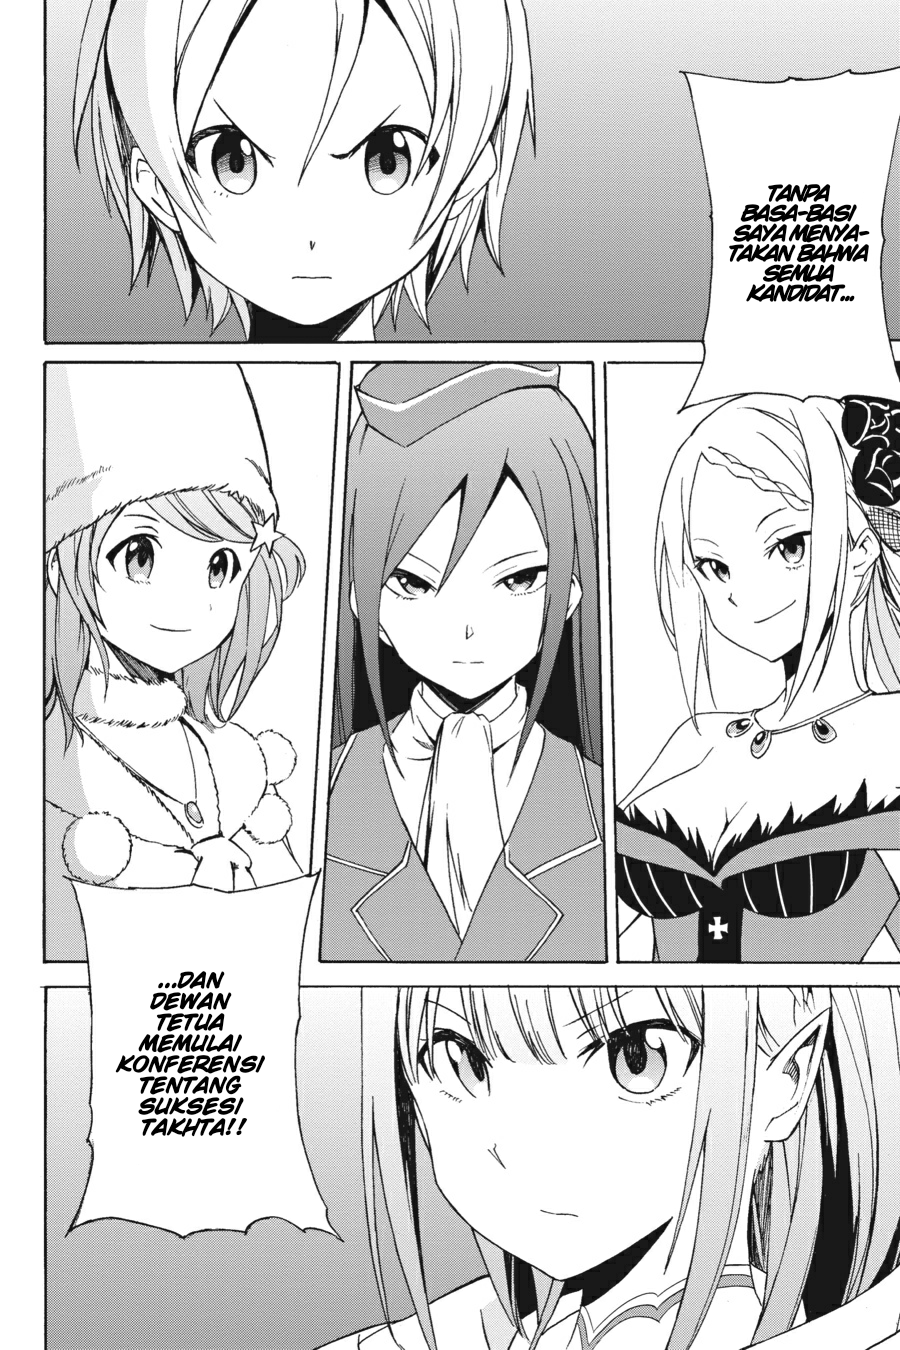 TANPA
BASA-BASI
SAYA MENYA-
TAKAN BAHWA
SEMUA
KANDIDAT...
...DAN
DEWAN
TETUA
MEMULAI
KONFERENSI
TENTANG
SUKSESI
TAKHTA!!